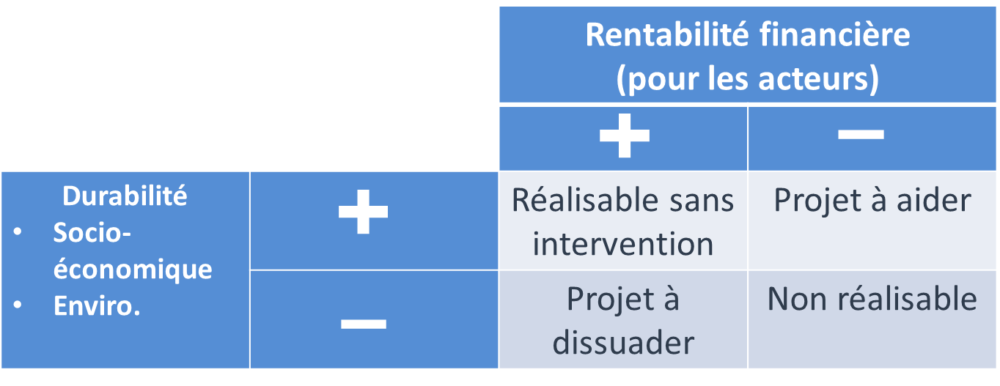 Rentabilité financière
(pour les acteurs)
+ –
Durabilité
• Socio-
économique
• Enviro.
+
Réalisable sans
intervention
Projet à aider
–
Projet à
dissuader
Non réalisable